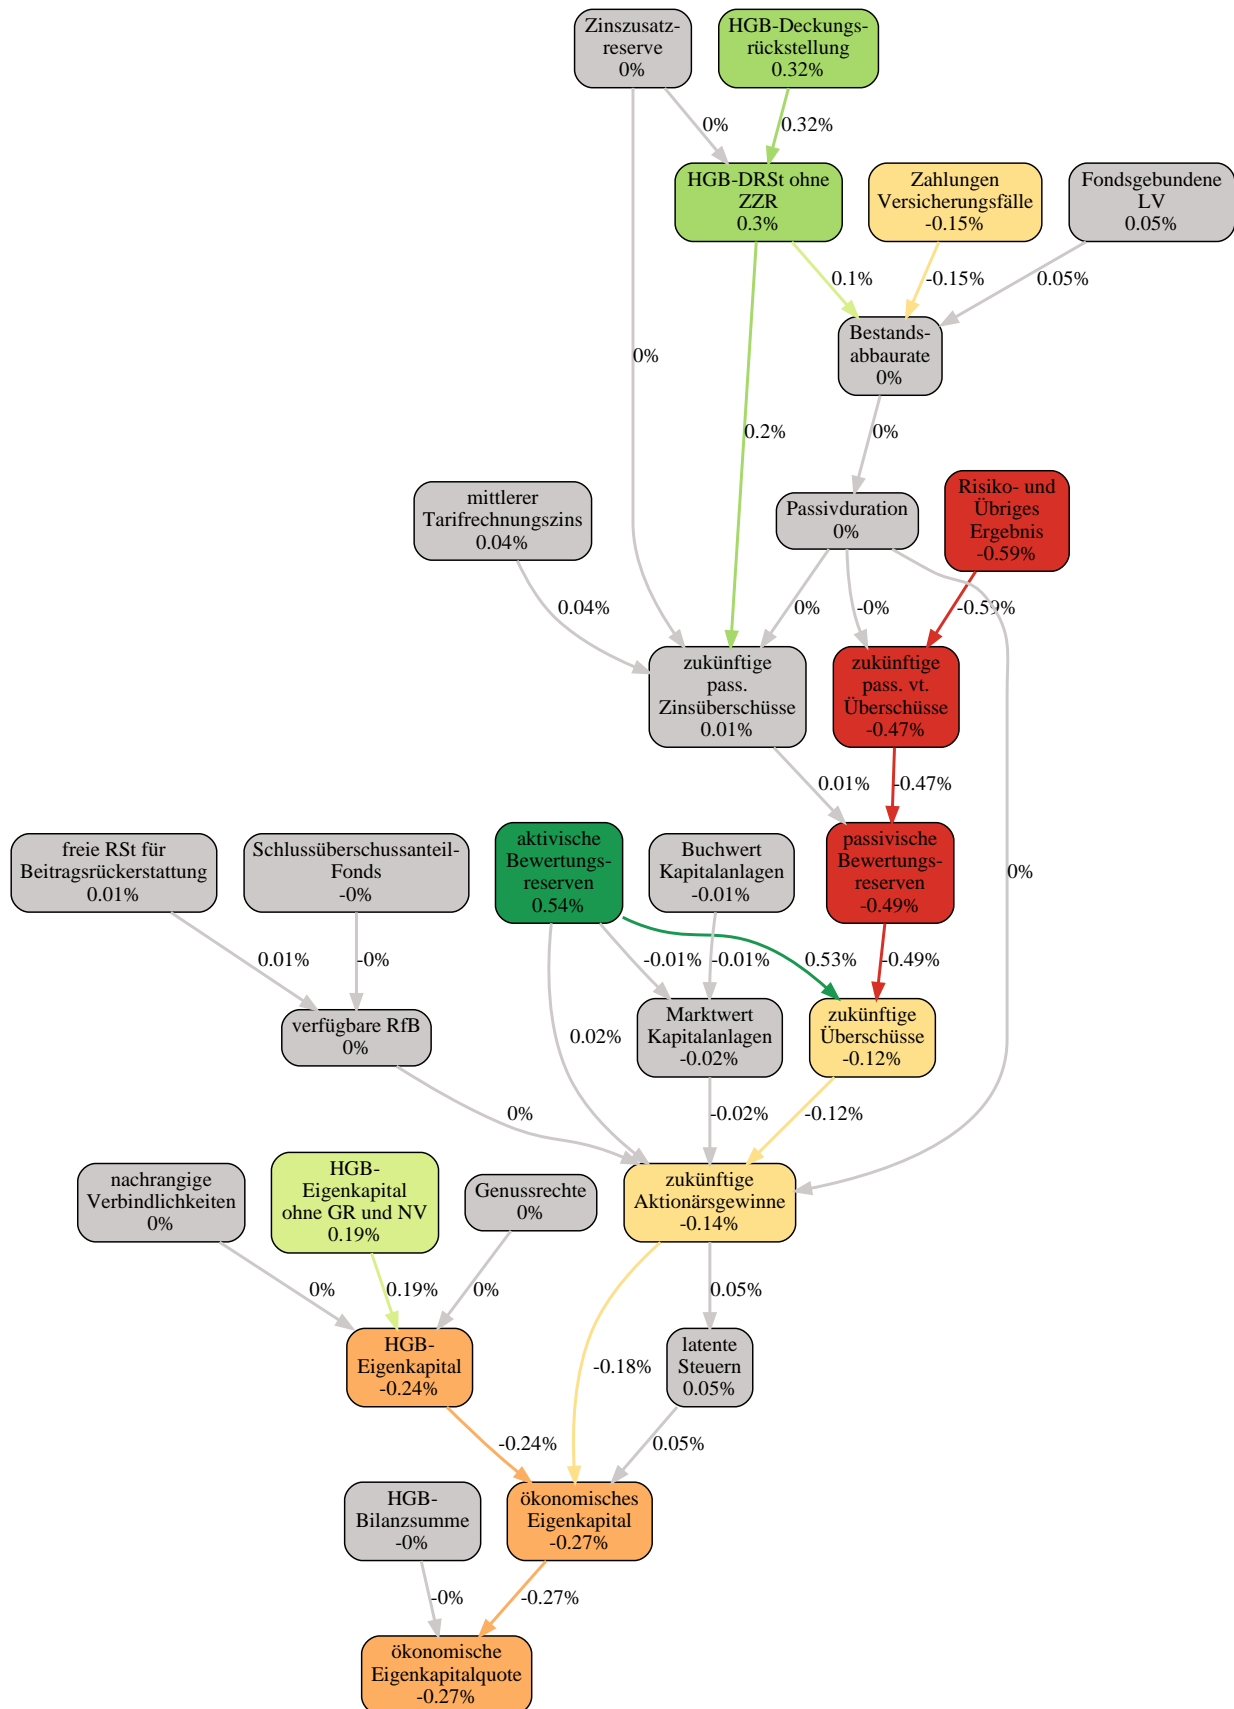 Zinszusatz-
reserve
0%
HGB-Deckungs-
rückstellung
0.32%
0%
0.32%
HGB-DRSt ohne
ZZR
0.3%
Zahlungen
Versicherungsfälle
-0.15%
Fondsgebundene
LV
0.05%
0.1%
-0.15%
0.05%
Bestands-
abbaurate
0%
0%
0.2%
0%
mittlerer
Tarifrechnungszins
0.04%
Passivduration
0%
Risiko- und
Übriges
Ergebnis
-0.59%
0.04%
0%
-0%
-0.59%
zukünftige
pass.
Zinsüberschüsse
0.01%
zukünftige
pass. vt.
Überschüsse
-0.47%
0%
0.01%
-0.47%
freie RSt für
Beitragsrückerstattung
0.01%
Schlussüberschussanteil-
Fonds
-0%
aktivische
Bewertungs-
reserven
0.54%
Buchwert
Kapitalanlagen
-0.01%
passivische
Bewertungs-
reserven
-0.49%
0.01%
-0%
-0.01%
-0.01%
0.53%
-0.49%
verfügbare RfB
0%
0.02%
Marktwert
Kapitalanlagen
-0.02%
zukünftige
Überschüsse
-0.12%
0%
-0.02%
-0.12%
nachrangige
Verbindlichkeiten
0%
HGB-
Eigenkapital
ohne GR und NV
0.19%
Genussrechte
0%
zukünftige
Aktionärsgewinne
-0.14%
0%
0.19%
0%
0.05%
HGB-
Eigenkapital
-0.24%
-0.18%
latente
Steuern
0.05%
-0.24%
0.05%
HGB-
Bilanzsumme
-0%
ökonomisches
Eigenkapital
-0.27%
-0%
-0.27%
ökonomische
Eigenkapitalquote
-0.27%